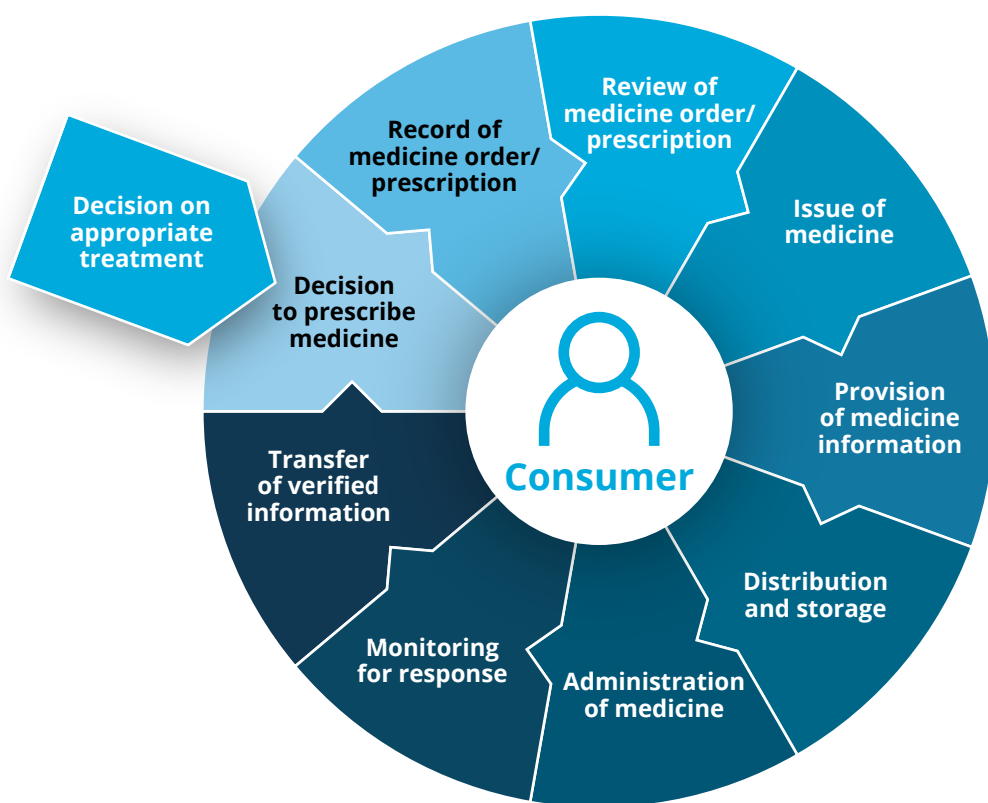 Decision on
appropriate
treatment
Decision
to prescribe
medicine
Record of
medicine order/
prescription
Review of
medicine order/
prescription
Issue of
medicine
Provision
of medicine
information
Distribution
and storage
Administration
of medicine
Monitoring
for response
Transfer
of verified
information
Consumer